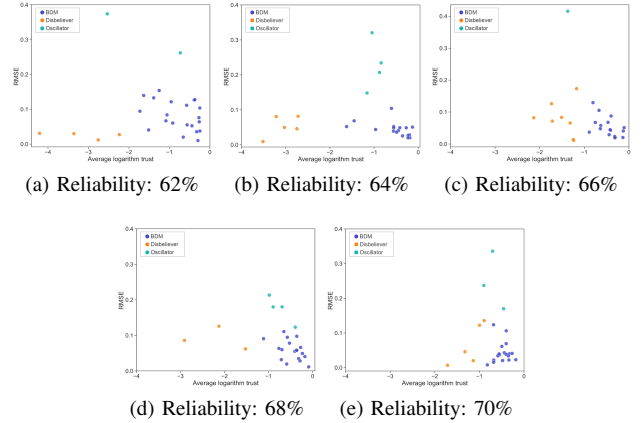 0.4
0.3
0.2
0.1
0.0
RMSE
BDM
Disbeliever
Oscillator
−4 −3 −2 −1 0
Average logarithm trust
(a) Reliability: 62%
0.4
0.3
0.2
0.1
0.0
RMSE
BDM
Disbeliever
Oscillator
−4 −3 −2 −1 0
Average logarithm trust
(b) Reliability: 64%
0.4
0.3
0.2
0.1
0.0
RMSE
BDM
Disbeliever
Oscillator
−4 −3 −2 −1 0
Average logarithm trust
(c) Reliability: 66%
0.4
0.3
0.2
0.1
0.0
RMSE
BDM
Disbeliever
Oscillator
−4 −3 −2 −1 0
Average logarithm trust
(d) Reliability: 68%
0.4
0.3
0.2
0.1
0.0
RMSE
BDM
Disbeliever
Oscillator
−4 −3 −2 −1 0
Average logarithm trust
(e) Reliability: 70%